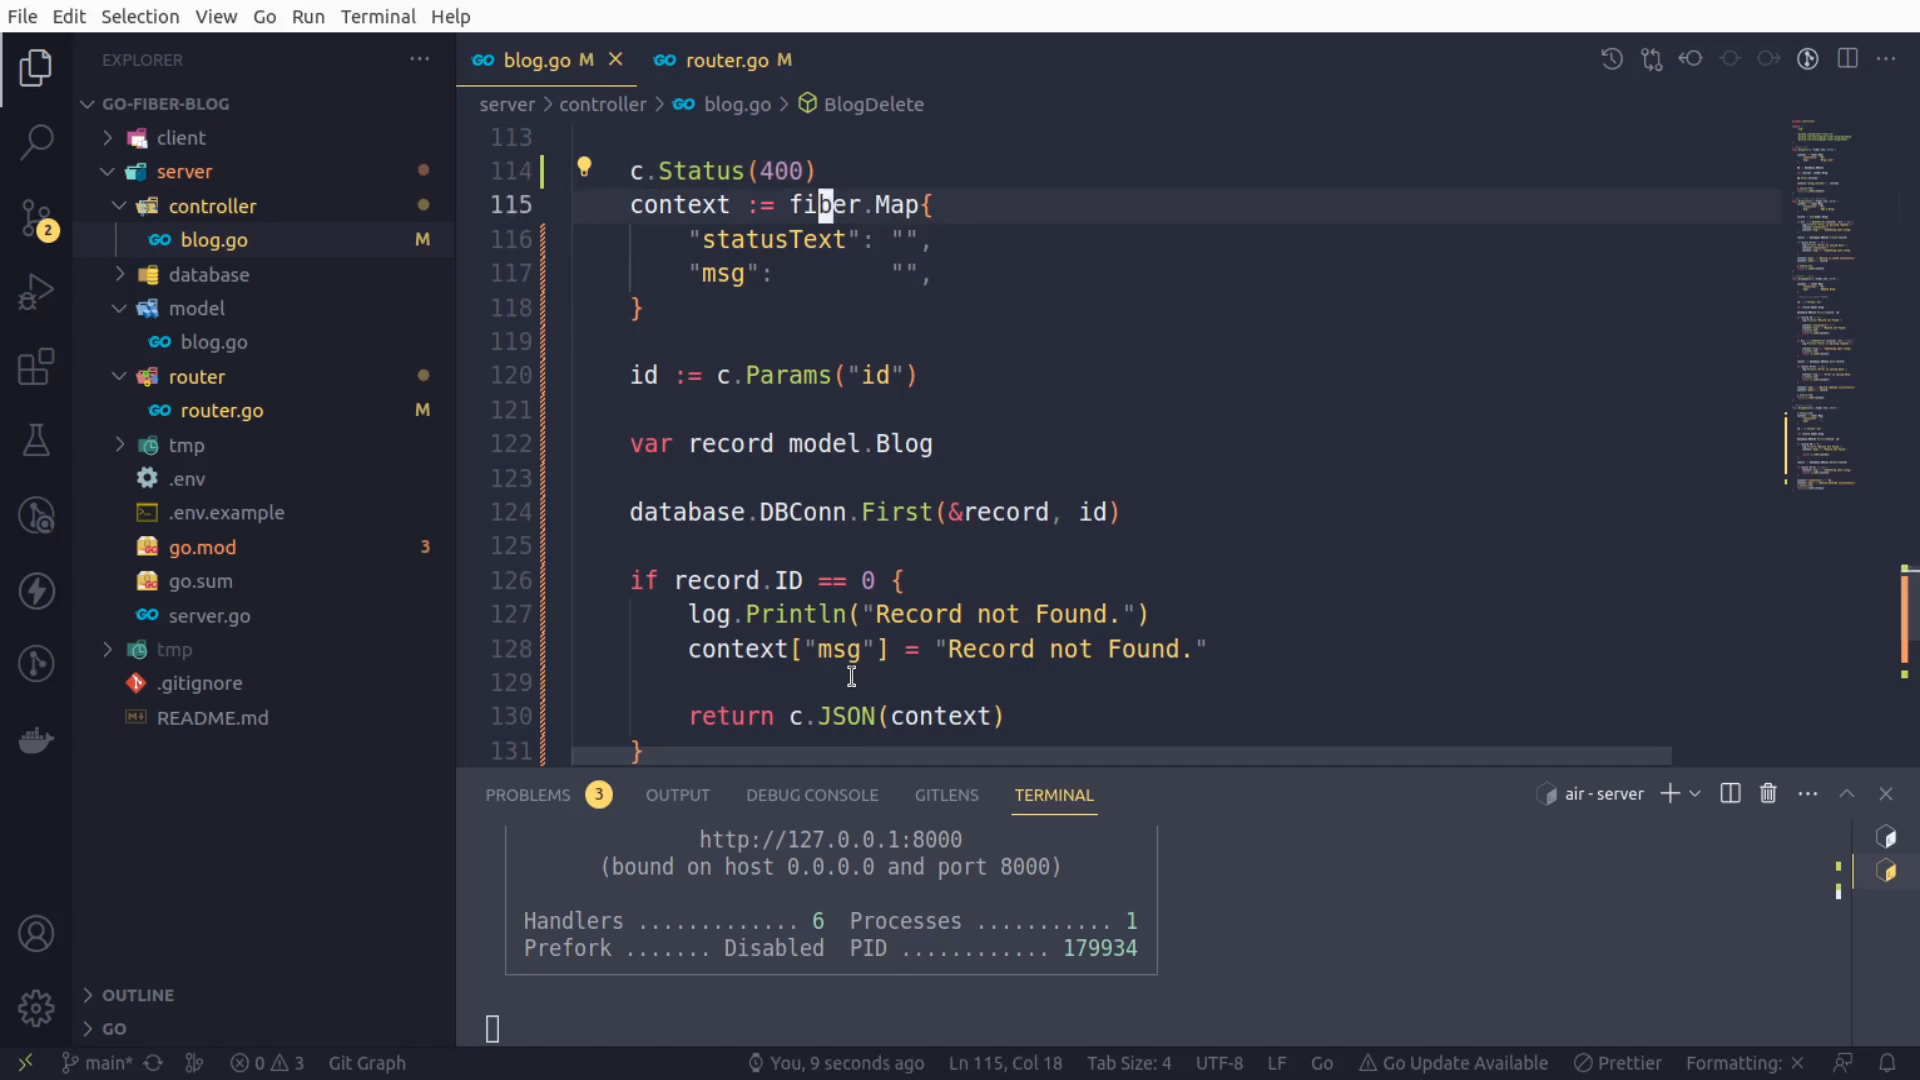 File Edit Selection View Go Run Terminal Help
EXPLORER
GO-FIBER-BLOG
client
server
controller
blog.go M
database
model
blog.go
router
router.go M
tmp
.env
.env.example
go.mod 3
go.sum
server.go
tmp
.gitignore
README.md
OUTLINE
GO
2
blog.go M
router.go M
server > controller > blog.go > BlogDelete
113
114 c.Status(400)
115 context := fiber.Map{
116 "statusText": "",
117 "msg": "",
118 }
119
120 id := c.Params("id")
121
122 var record model.Blog
123
124 database.DBConn.First(&record, id)
125
126 if record.ID == 0 {
127 log.Println("Record not Found.")
128 context["msg"] = "Record not Found."
129
130 return c.JSON(context)
131 }
PROBLEMS 3 OUTPUT DEBUG CONSOLE GITLENS TERMINAL
air - server
http://127.0.0.1:8000
(bound on host 0.0.0.0 and port 8000)
Handlers ............. 6 Processes ........... 1
Prefork ....... Disabled PID ............ 179934
main* 0 3 Git Graph You, 9 seconds ago Ln 115, Col 18 Tab Size: 4 UTF-8 LF Go Go Update Available Prettier Formatting: ×